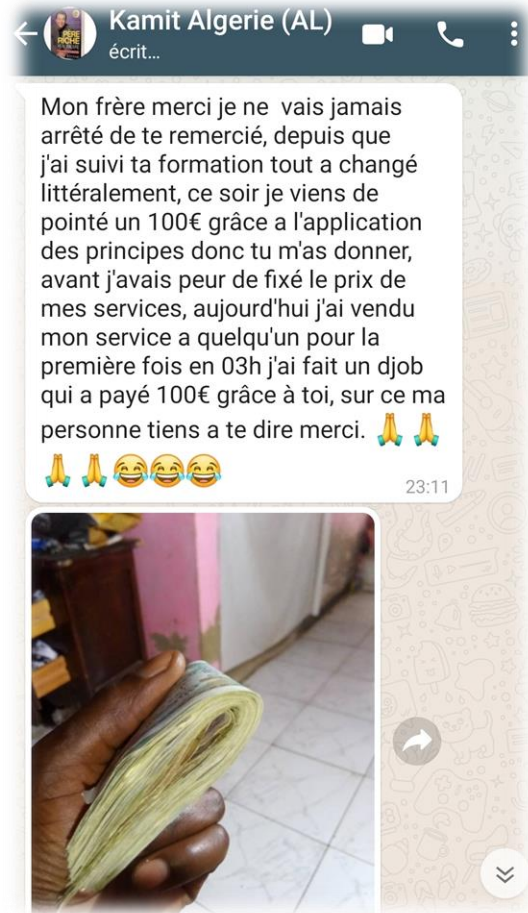 Kamit Algerie (AL)
écrit...
PÈRE
RICHE
Mon frère merci je ne vais jamais
arrêté de te remercié, depuis que
j'ai suivi ta formation tout a changé
littéralement, ce soir je viens de
pointé un 100€ grâce a l'application
des principes donc tu m'as donner,
avant j'avais peur de fixé le prix de
mes services, aujourd'hui j'ai vendu
mon service a quelqu'un pour la
première fois en 03h j'ai fait un djob
qui a payé 100€ grâce à toi, sur ce ma
personne tiens a te dire merci. 🙏 🙏
🙏 🙏😂😂😂
23:11